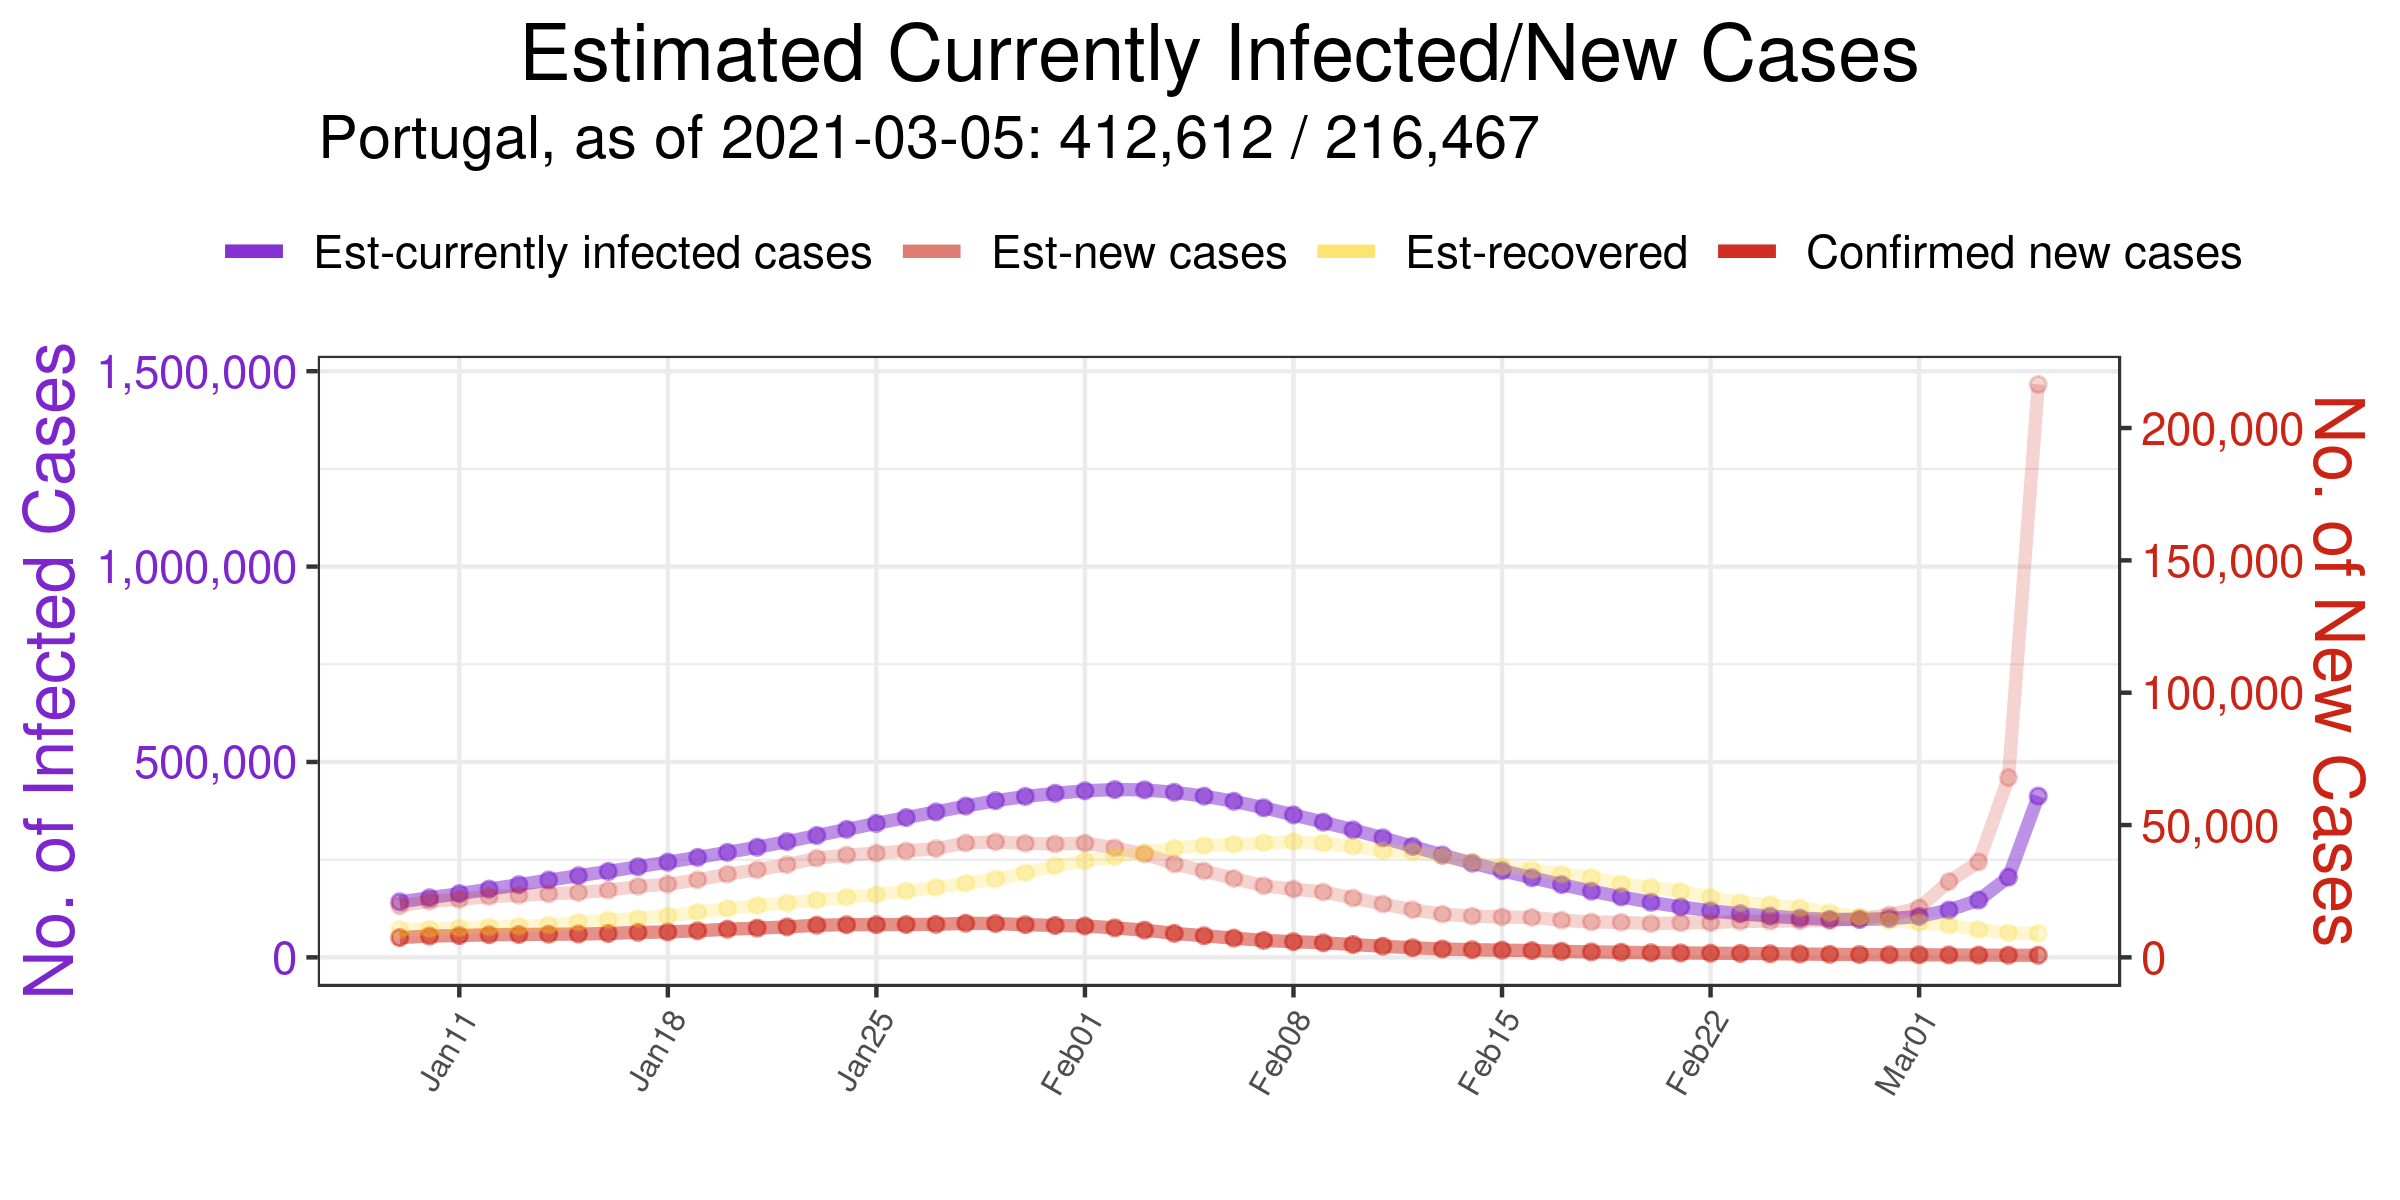 Estimated Currently Infected/New Cases
Portugal, as of 2021-03-05: 412,612 / 216,467
Est-currently infected cases
Est-new cases
Est-recovered
Confirmed new cases
No. of Infected Cases
1,500,000
1,000,000
500,000
0
200,000
150,000
100,000
50,000
0
No. of New Cases
Jan11
Jan18
Jan25
Feb01
Feb08
Feb15
Feb22
Mar01